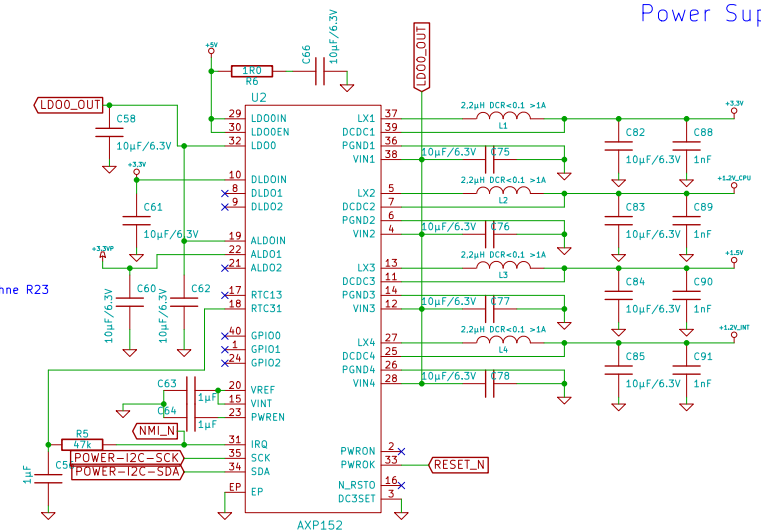 Power Sup
+5V
C66
10µF/6.3V
1R0
R6
LDO0_OUT
LDO0_OUT
U2
C58
10µF/6.3V
+3.3V
C61
10µF/6.3V
+3.3VP
C60
10µF/6.3V
C62
10µF/6.3V
hne R23
29 LDO0IN
30 LDO0EN
32 LDO0
10 DLDOIN
8 DLDO1
9 DLDO2
19 ALDOIN
22 ALDO1
21 ALDO2
17 RTC13
18 RTC31
40 GPIO0
1 GPIO1
24 GPIO2
20 VREF
15 VINT
23 PWREN
31 IRQ
35 SCK
34 SDA
EP EP
C63
1µF
C64
1µF
NMI_N
R5
47k
POWER-I2C-SCK
POWER-I2C-SDA
1µF
LX1 37
DCDC1 39
PGND1 36
VIN1 38
LX2 5
DCDC2 7
PGND2 6
VIN2 4
LX3 13
DCDC3 11
PGND3 14
VIN3 12
LX4 27
DCDC4 25
PGND4 26
VIN4 28
PWRON 2
PWROK 33
N_RSTO 16
DC3SET 3
RESET_N
AXP152
2,2µH DCR<0.1 >1A
L1
10µF/6.3V C75
C82
10µF/6.3V
C88
1nF
+3.3V
2.2µH DCR<0.1 >1A
L2
10µF/6.3V C76
C83
10µF/6.3V
C89
1nF
+1.2V_CPU
2.2µH DCR<0.1 >1A
L3
10µF/6.3V C77
C84
10µF/6.3V
C90
1nF
+1.5V
2.2µH DCR<0.1 >1A
L4
10µF/6.3V C78
C85
10µF/6.3V
C91
1nF
+1.2V_INT